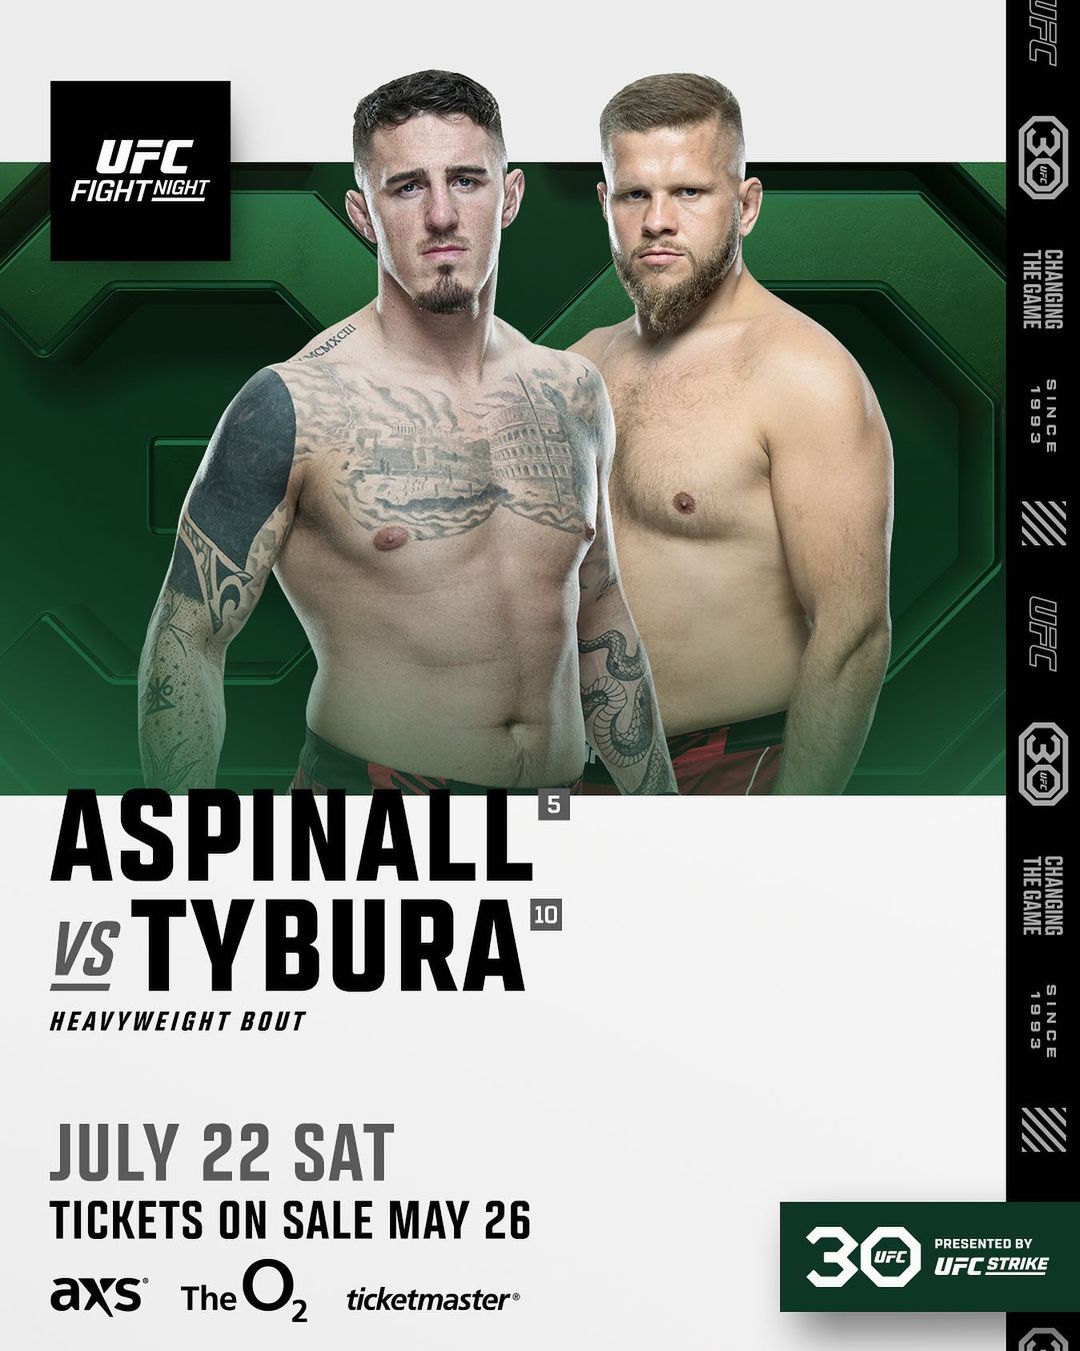 UFC
FIGHT NIGHT
MCMXCIII
ASPINALL 5
VS TYBURA 10
HEAVYWEIGHT BOUT
JULY 22 SAT
TICKETS ON SALE MAY 26
axs®
The O2
ticketmaster®
30 UFC
PRESENTED BY
UFC STRIKE
UFC
30 UFC
CHANGING
THE GAME
SINCE
1993
UFC
30 UFC
CHANGING
THE GAME
SINCE
1993
30